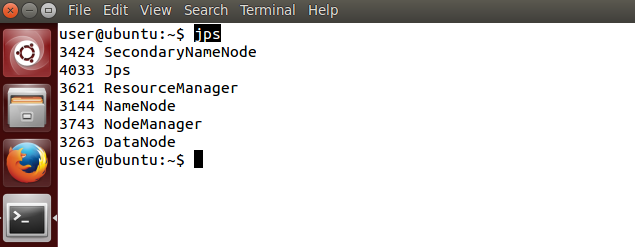 File Edit View Search Terminal Help
user@ubuntu:~$ jps
3424 SecondaryNameNode
4033 Jps
3621 ResourceManager
3144 NameNode
3743 NodeManager
3263 DataNode
user@ubuntu:~$
>_